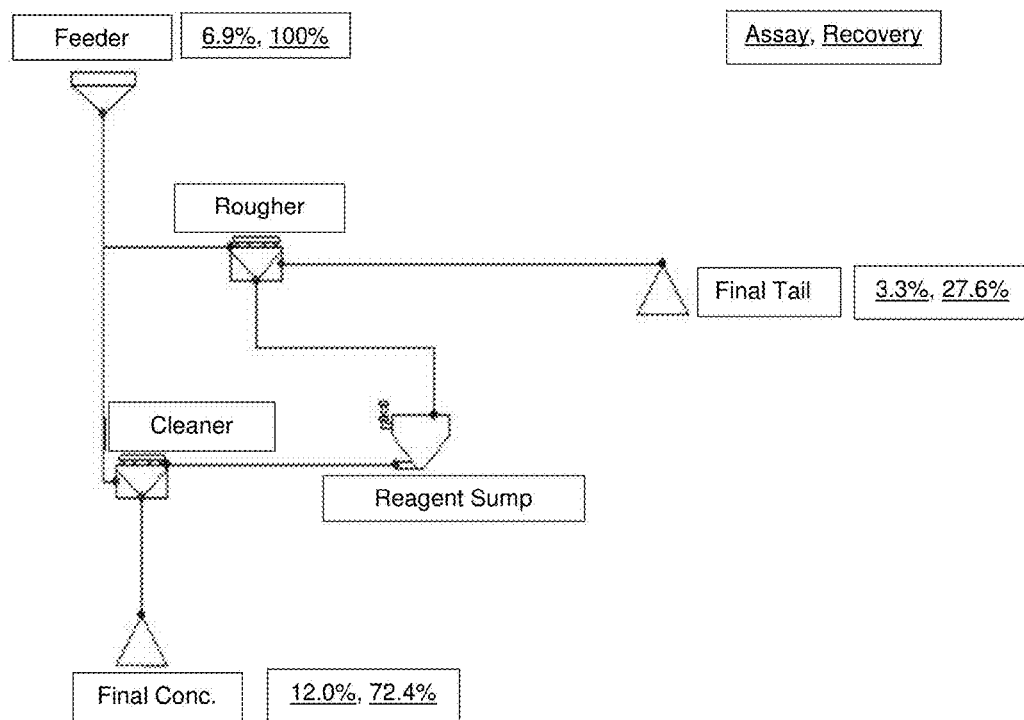 Feeder
6.9%, 100%
Assay, Recovery
Rougher
Final Tail
3.3%, 27.6%
Cleaner
Reagent Sump
Final Conc.
12.0%, 72.4%